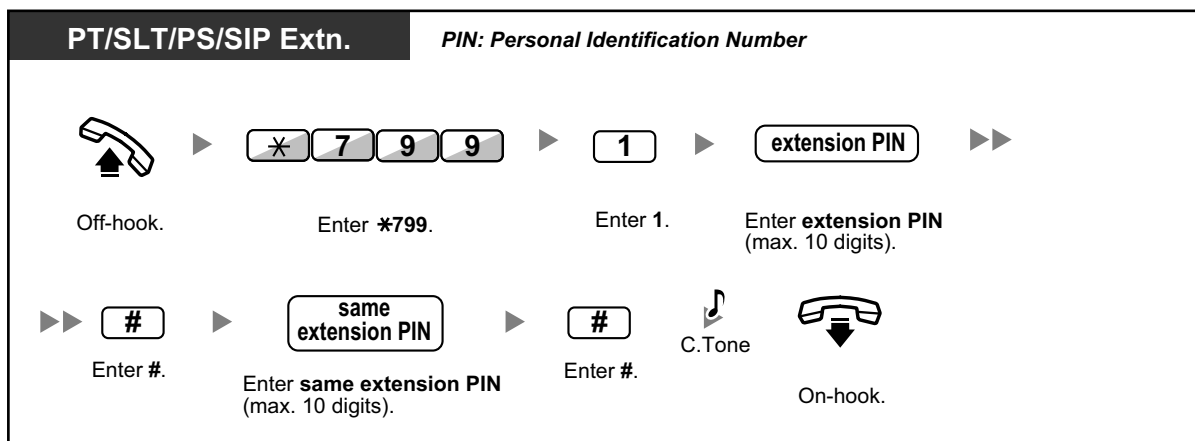 PT/SLT/PS/SIP Extn.
PIN: Personal Identification Number
* 7 9 9
1
extension PIN
Off-hook.
Enter *799.
Enter 1.
Enter extension PIN
(max. 10 digits).
#
same
extension PIN
#
C.Tone
Enter #.
Enter same extension PIN
(max. 10 digits).
Enter #.
On-hook.